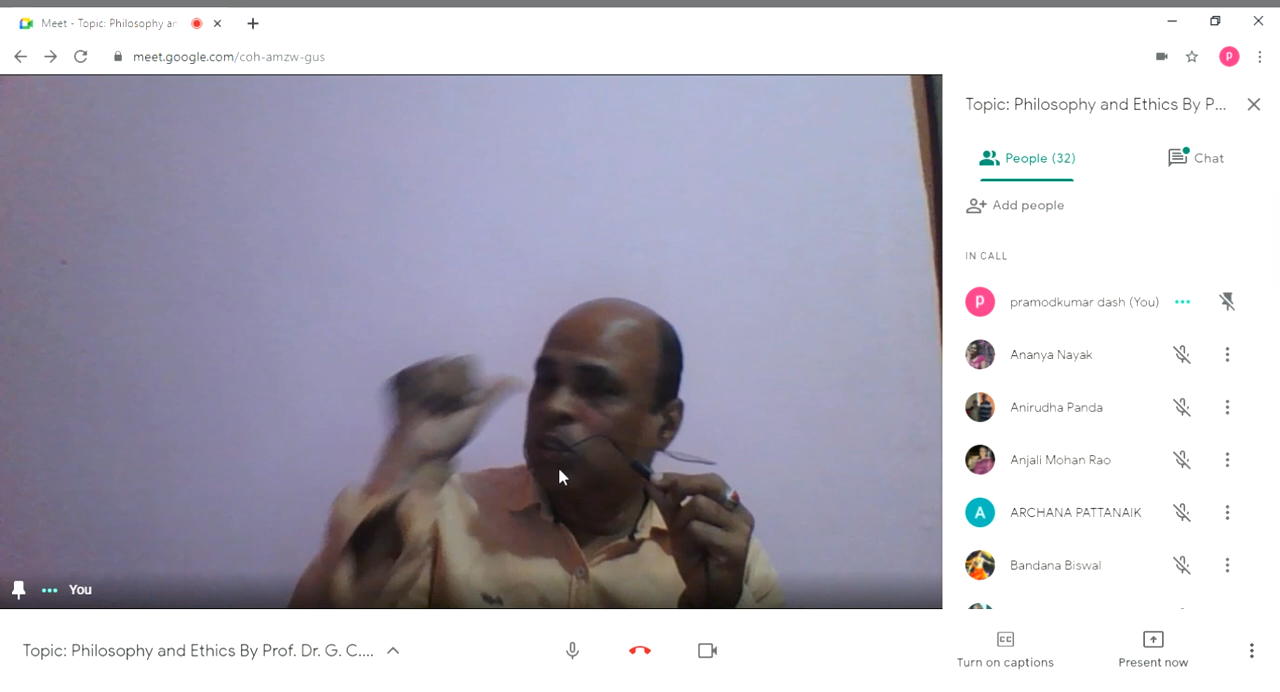 Meet - Topic: Philosophy an
meet.google.com/coh-amzw-gus
P
Topic: Philosophy and Ethics By P...
People (32)
Chat
Add people
IN CALL
P
pramodkumar dash (You)
Ananya Nayak
Anirudha Panda
Anjali Mohan Rao
A
ARCHANA PATTANAIK
Bandana Biswal
You
Topic: Philosophy and Ethics By Prof. Dr. G. C....
CC
Turn on captions
Present now